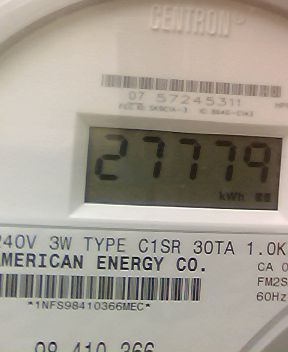 CENTRON
07 57245311
27779
kWh
240V 3W TYPE C1SR 30TA 1.0K
AMERICAN ENERGY CO.
CA 0
FM2S
*1NFS98410366MEC*
60Hz
98 410 366